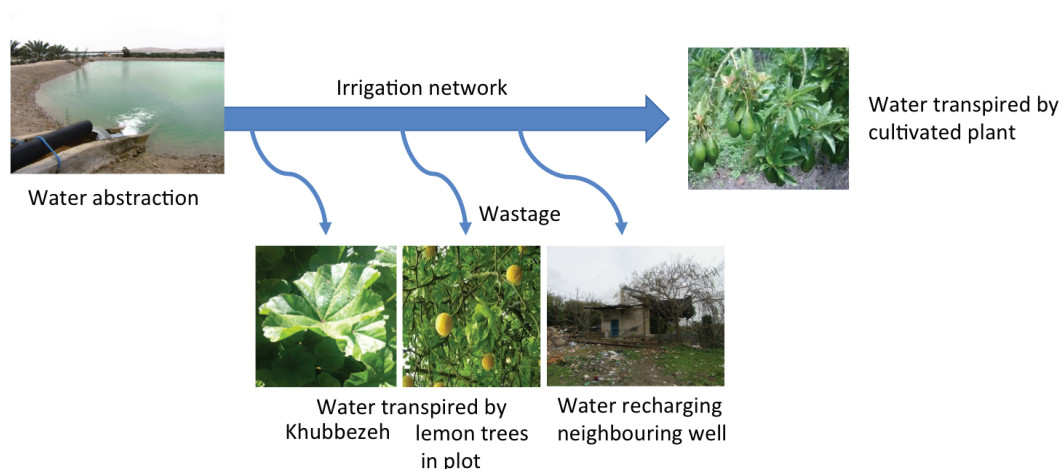 Irrigation network
Water transpired by
cultivated plant
Water abstraction
Wastage
Water transpired by
Khubbezeh
lemon trees
in plot
Water recharging
neighbouring well